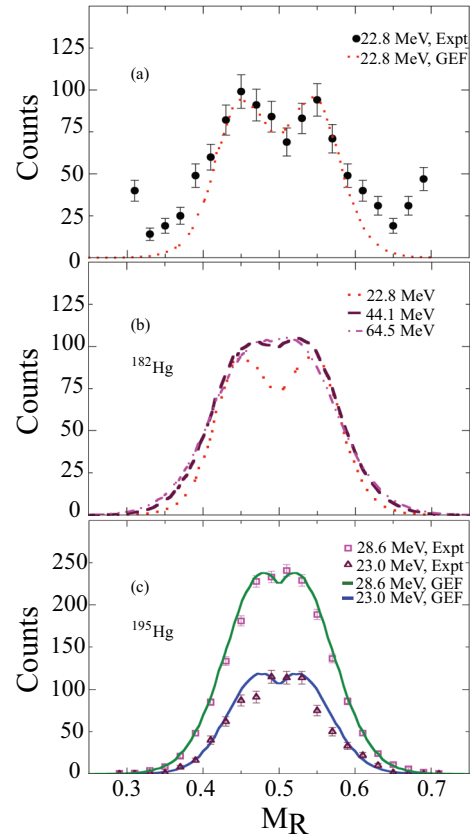 (a)
22.8 MeV, Expt
22.8 MeV, GEF
Counts
125
100
75
50
25
0
(b)
22.8 MeV
44.1 MeV
64.5 MeV
¹⁸²Hg
Counts
125
100
75
50
25
0
(c)
28.6 MeV, Expt
23.0 MeV, Expt
28.6 MeV, GEF
23.0 MeV, GEF
¹⁹⁵Hg
Counts
250
200
150
100
50
0
0.3 0.4 0.5 0.6 0.7
M_R